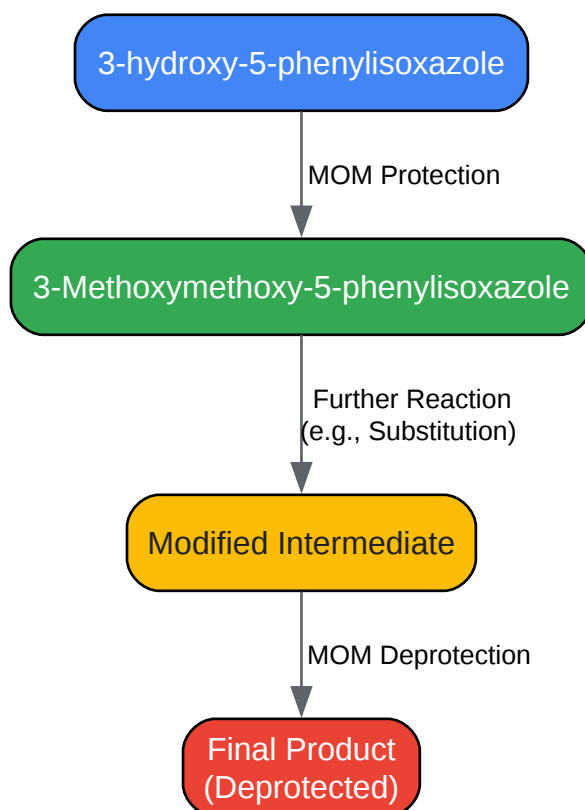 3-hydroxy-5-phenylisoxazole
MOM Protection
3-Methoxymethoxy-5-phenylisoxazole
Further Reaction
(e.g., Substitution)
Modified Intermediate
MOM Deprotection
Final Product
(Deprotected)